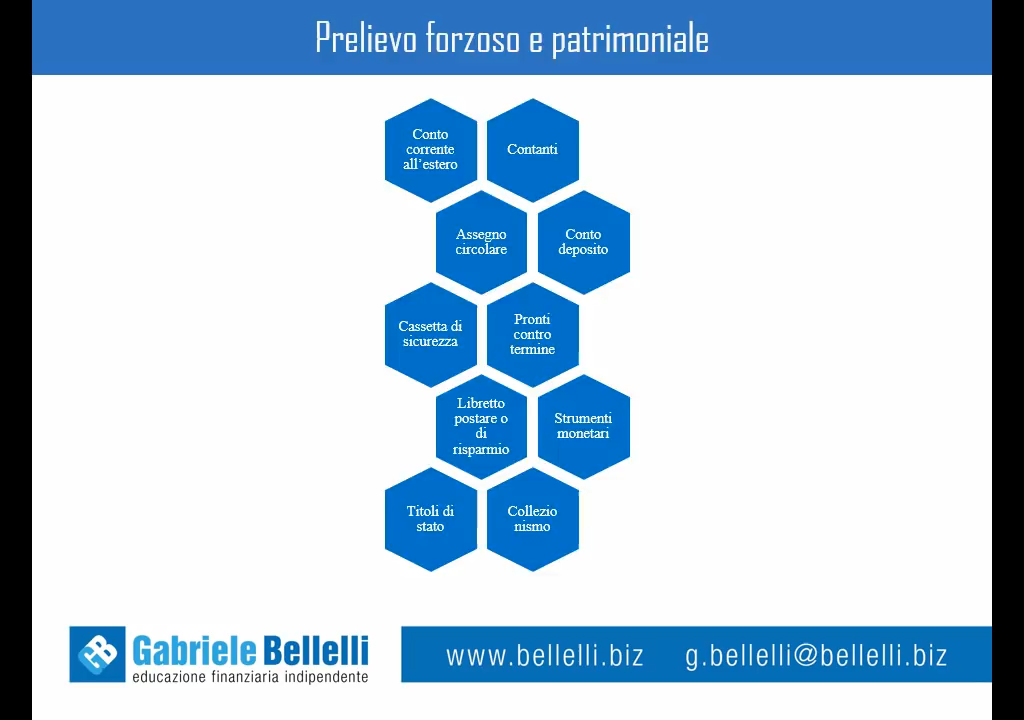 Prelievo forzoso e patrimoniale
Conto
corrente
all'estero
Contanti
Assegno
circolare
Conto
deposito
Cassetta di
sicurezza
Pronti
contro
termine
Libretto
postare o
di
risparmio
Strumenti
monetari
Titoli di
stato
Collezio
nismo
GB
Gabriele Bellelli
educazione finanziaria indipendente
www.bellelli.biz g.bellelli@bellelli.biz